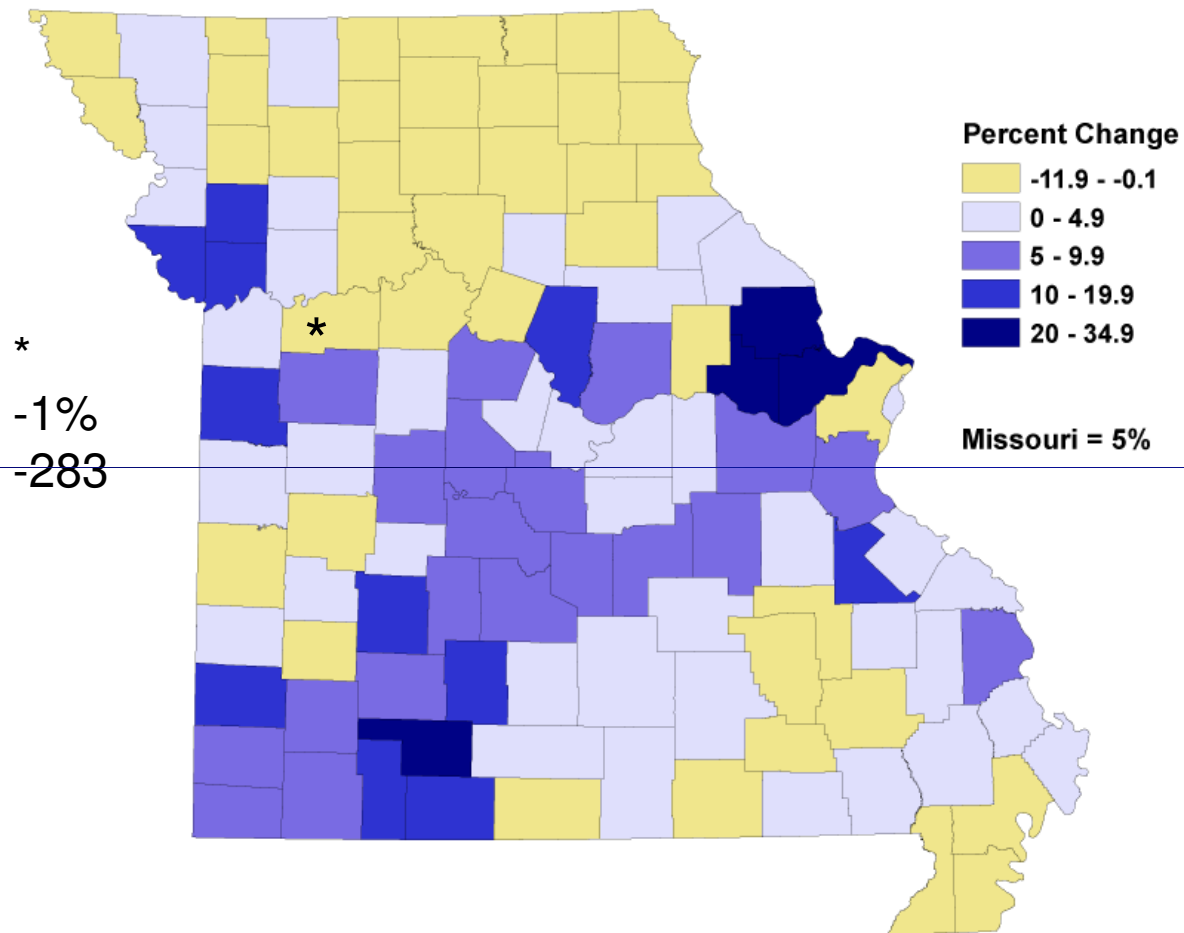 Percent Change
-11.9 - -0.1
0 - 4.9
5 - 9.9
10 - 19.9
20 - 34.9
Missouri = 5%
*
*
-1%
-283